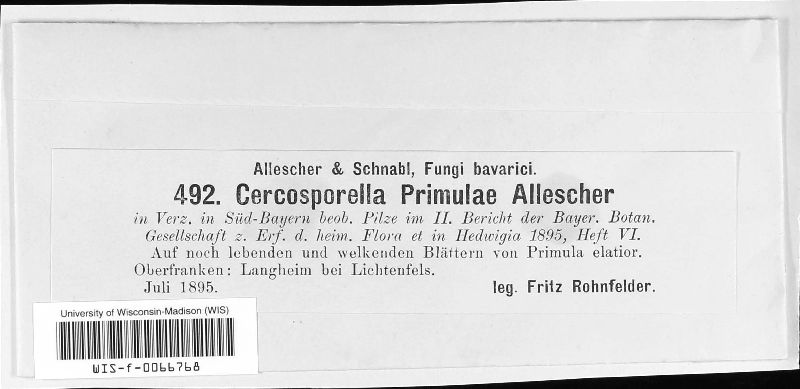 Allescher & Schnabl, Fungi bavarici.
492. Cercosporella Primulae Allescher
in Verz. in Süd-Bayern beob. Pilze im II. Bericht der Bayer. Botan.
Gesellschaft z. Erf. d. heim. Flora et in Hedwigia 1895, Heft VI.
Auf noch lebenden und welkenden Blättern von Primula elatior.
Oberfranken: Langheim bei Lichtenfels.
Juli 1895. leg. Fritz Rohnfelder.
University of Wisconsin-Madison (WIS)
WIS-f-0066768